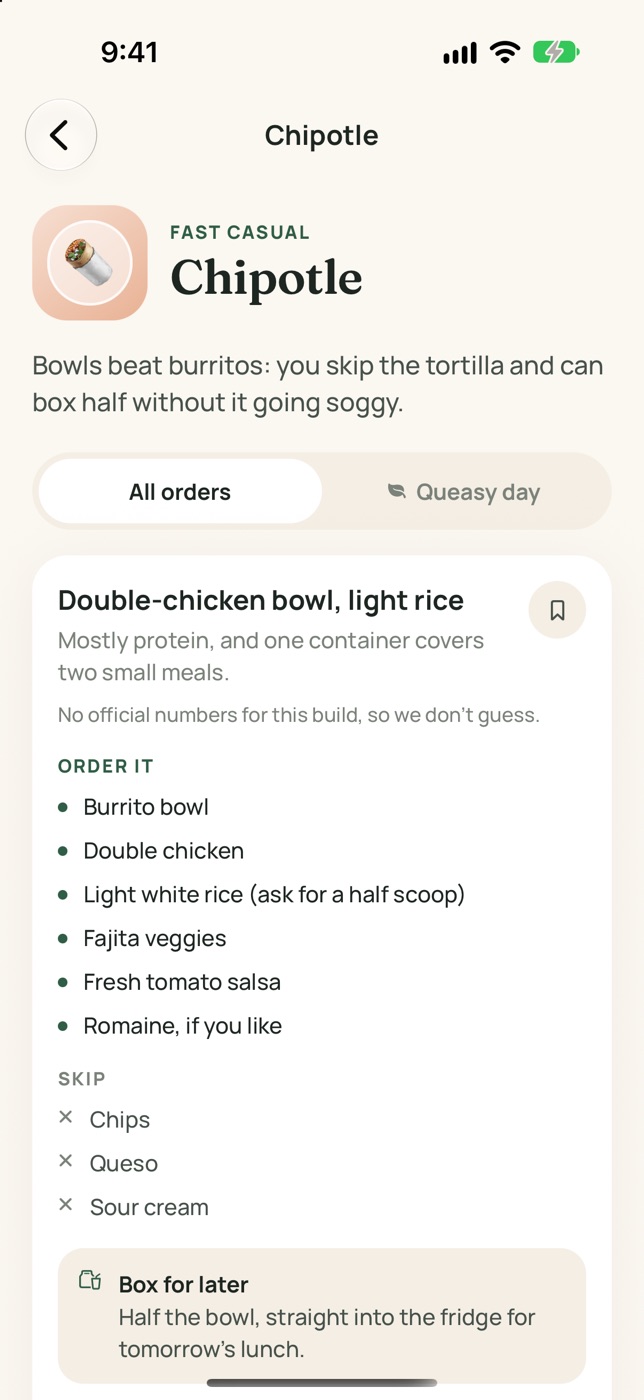 9:41
Chipotle
FAST CASUAL
Chipotle
Bowls beat burritos: you skip the tortilla and can
box half without it going soggy.
All orders
Queasy day
Double-chicken bowl, light rice
Mostly protein, and one container covers
two small meals.
No official numbers for this build, so we don't guess.
ORDER IT
Burrito bowl
Double chicken
Light white rice (ask for a half scoop)
Fajita veggies
Fresh tomato salsa
Romaine, if you like
SKIP
Chips
Queso
Sour cream
Box for later
Half the bowl, straight into the fridge for
tomorrow's lunch.